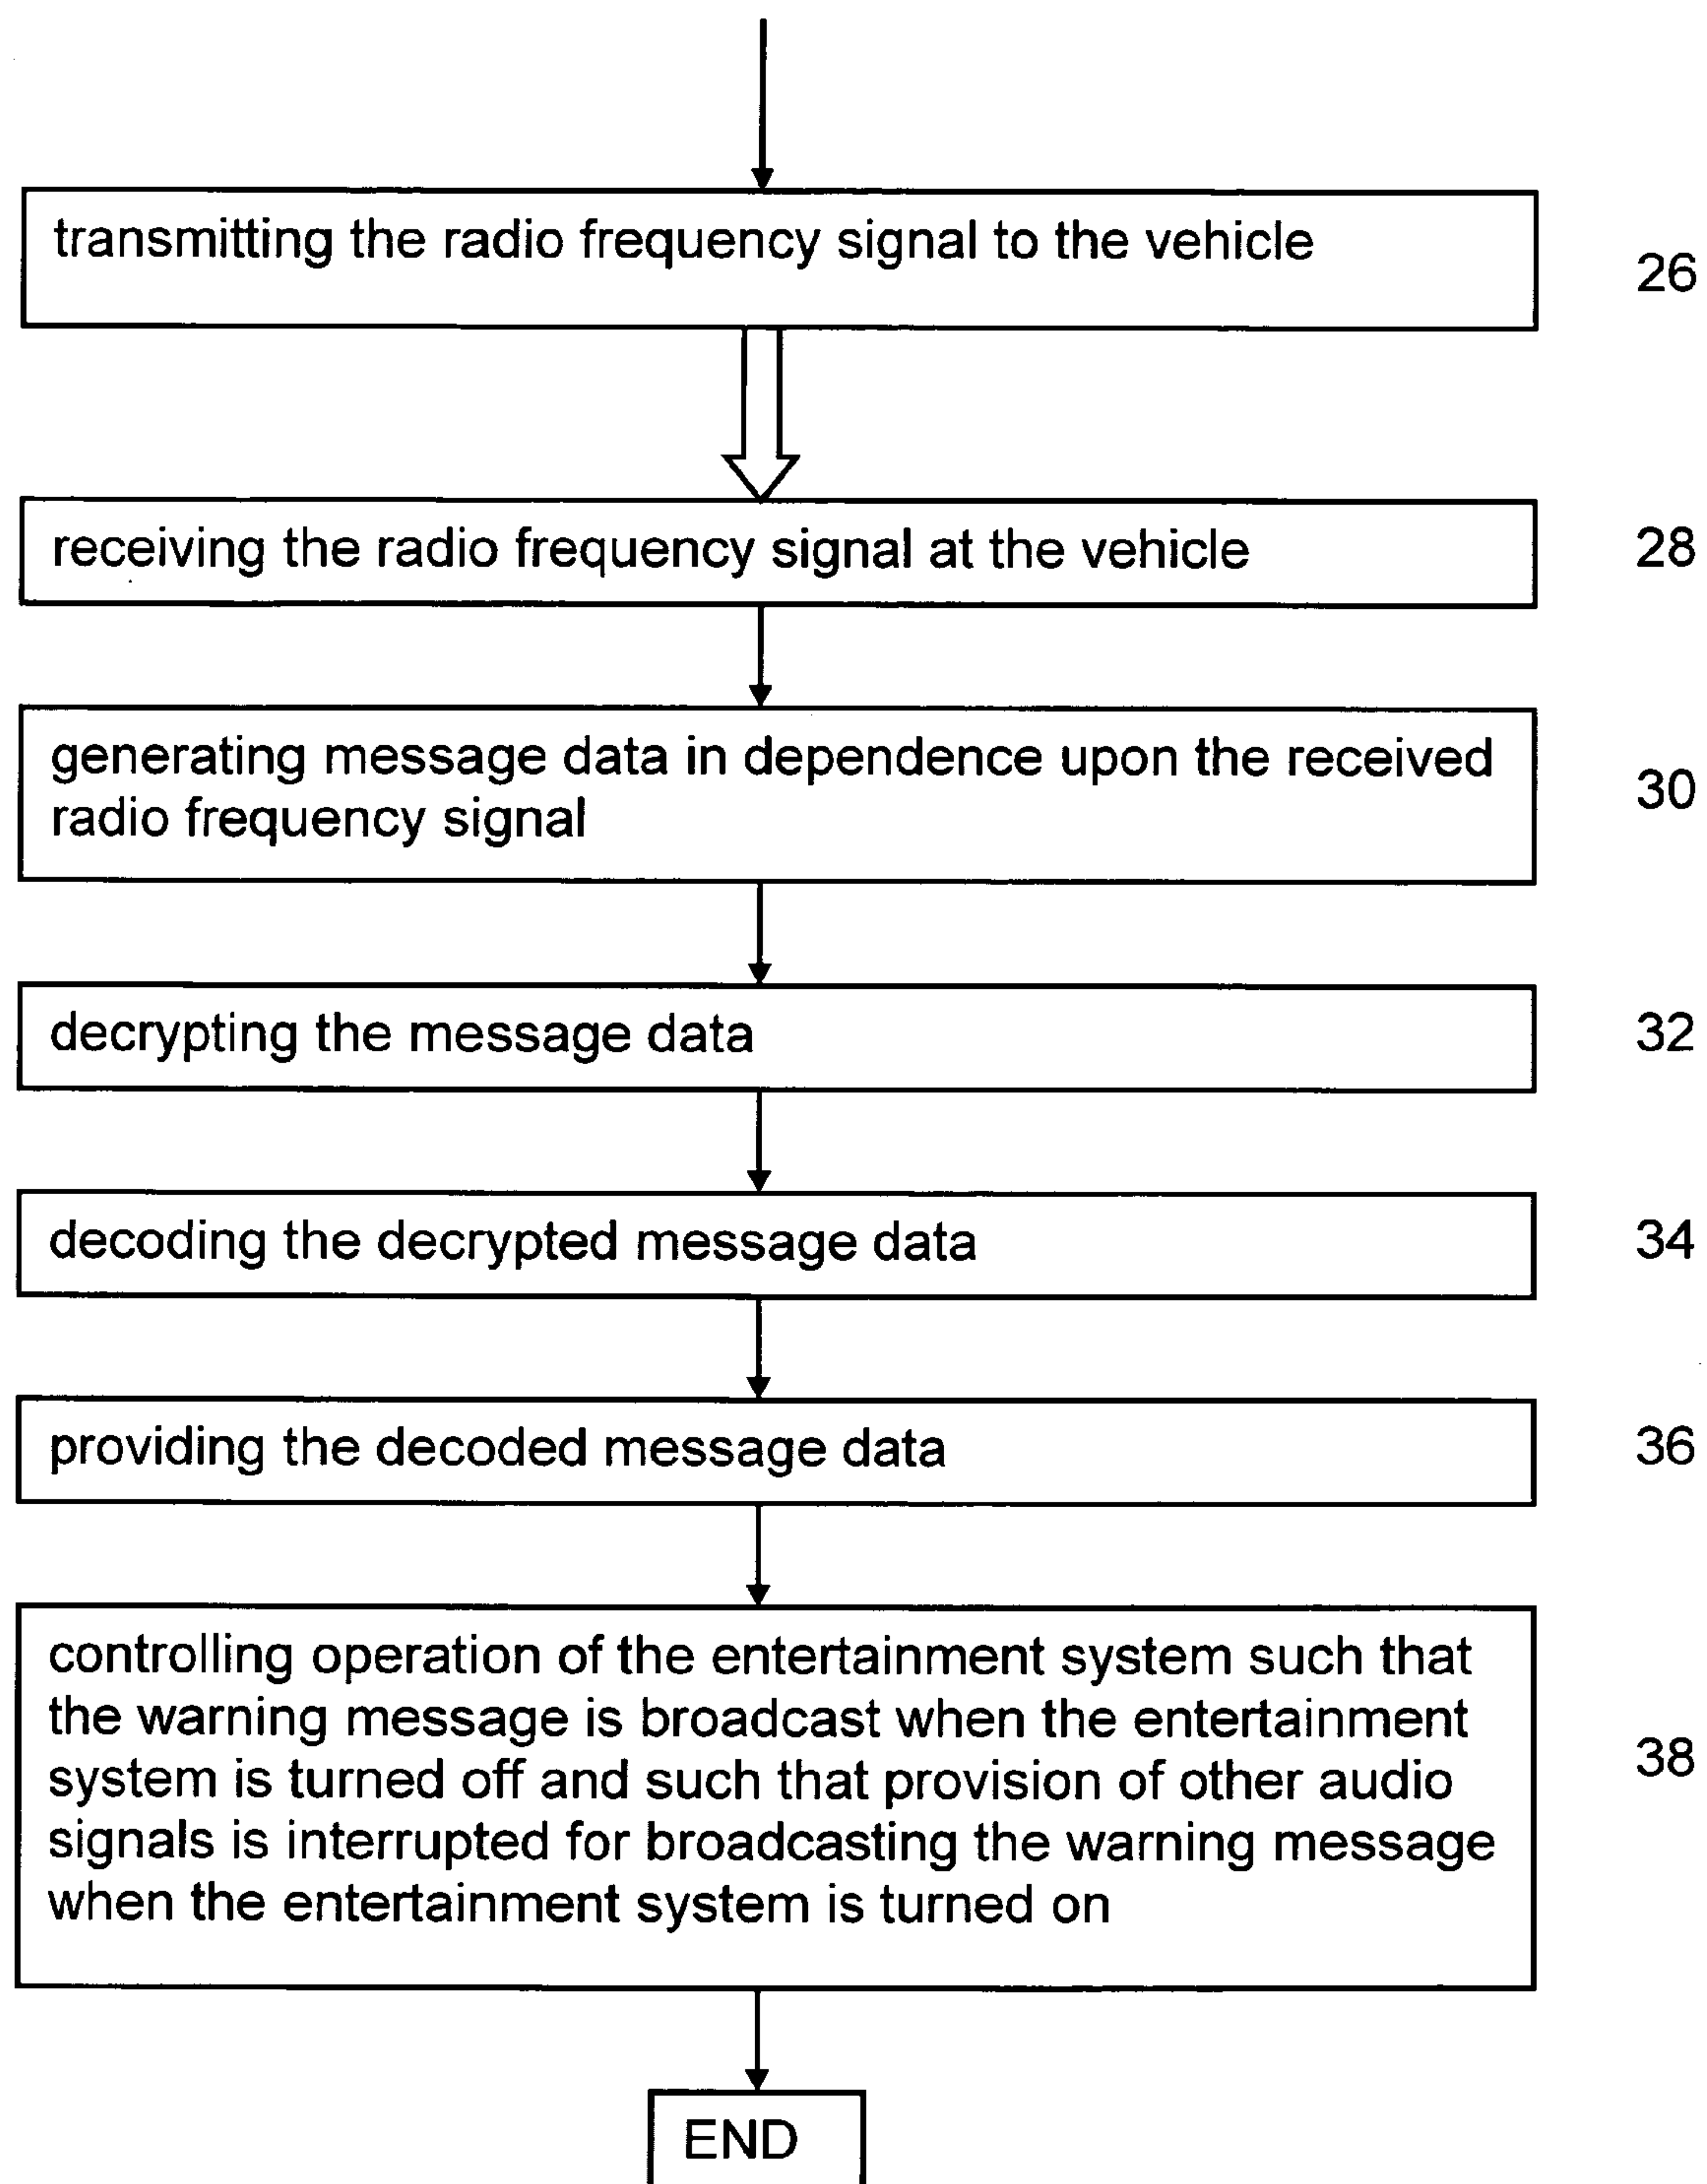 transmitting the radio frequency signal to the vehicle
26
receiving the radio frequency signal at the vehicle
28
generating message data in dependence upon the received
radio frequency signal
30
decrypting the message data
32
decoding the decrypted message data
34
providing the decoded message data
36
controlling operation of the entertainment system such that
the warning message is broadcast when the entertainment
system is turned off and such that provision of other audio
signals is interrupted for broadcasting the warning message
when the entertainment system is turned on
38
END